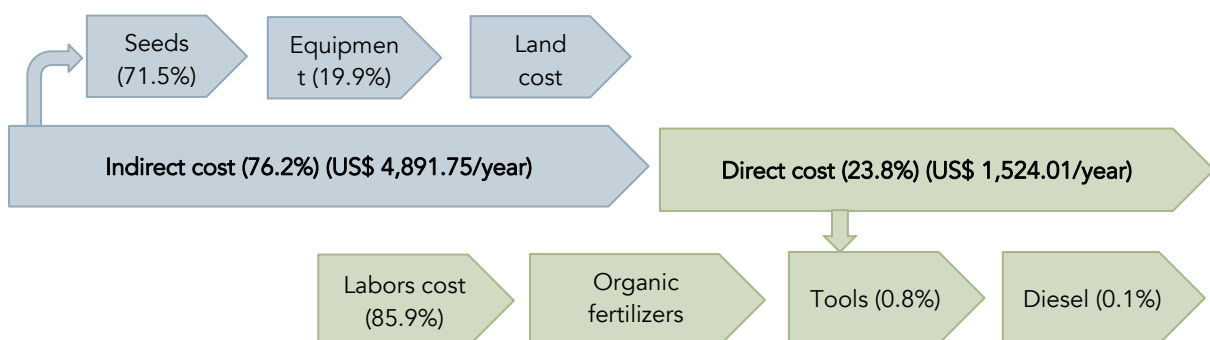 Seeds
(71.5%)
Equipmen
t (19.9%)
Land
cost
Indirect cost (76.2%) (US$ 4,891.75/year)
Direct cost (23.8%) (US$ 1,524.01/year)
Labors cost
(85.9%)
Organic
fertilizers
Tools (0.8%)
Diesel (0.1%)